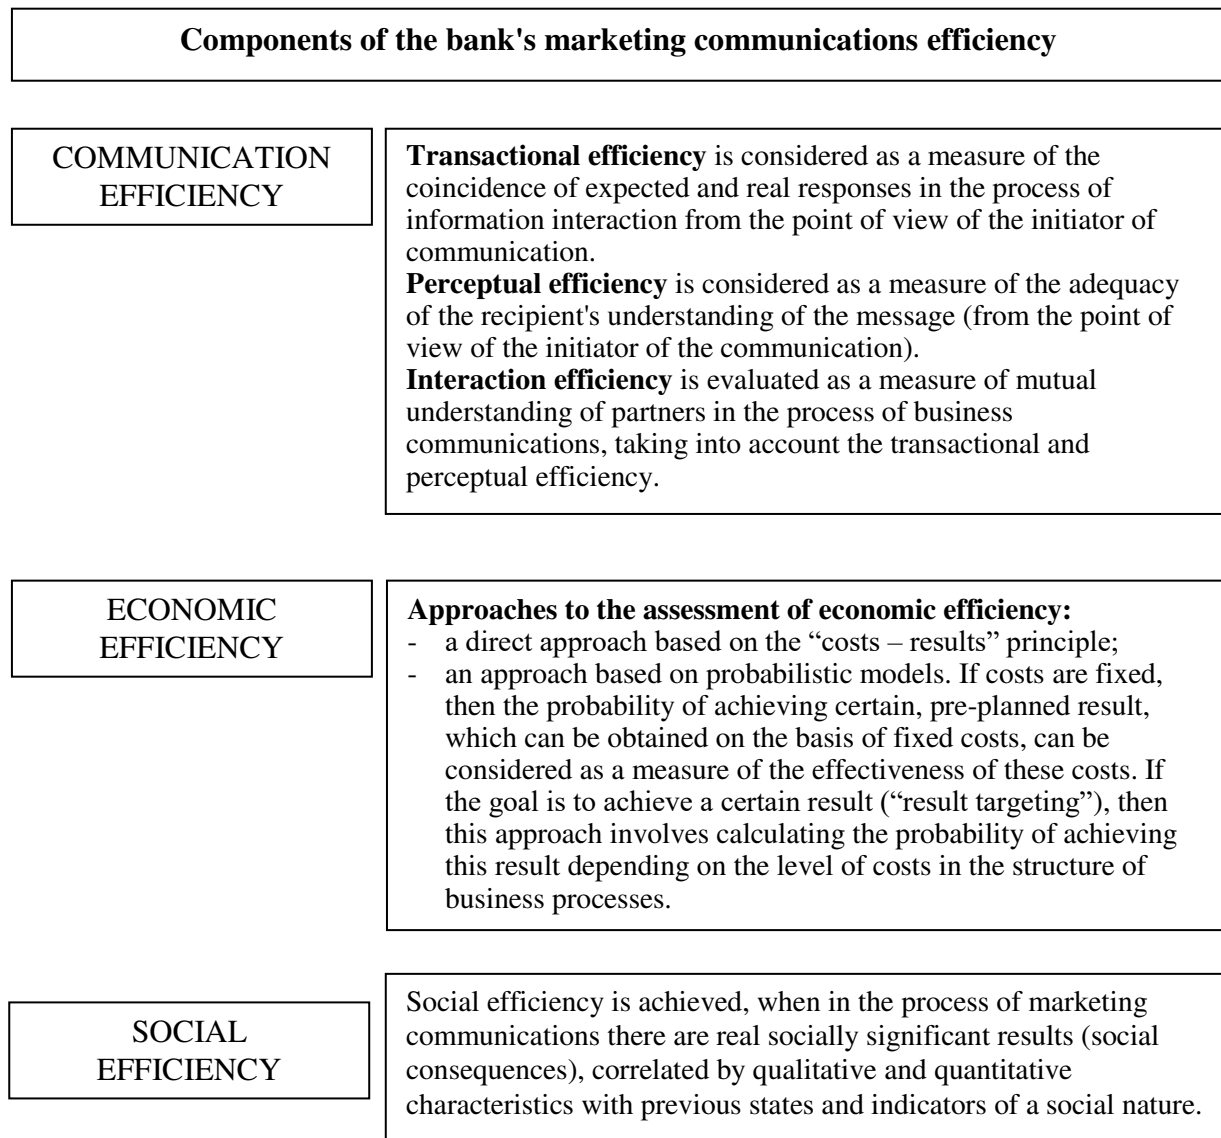 Components of the bank's marketing communications efficiency
COMMUNICATION
EFFICIENCY
Transactional efficiency is considered as a measure of the
coincidence of expected and real responses in the process of
information interaction from the point of view of the initiator of
communication.
Perceptual efficiency is considered as a measure of the adequacy
of the recipient's understanding of the message (from the point of
view of the initiator of the communication).
Interaction efficiency is evaluated as a measure of mutual
understanding of partners in the process of business
communications, taking into account the transactional and
perceptual efficiency.
ECONOMIC
EFFICIENCY
Approaches to the assessment of economic efficiency:
- a direct approach based on the “costs – results” principle;
- an approach based on probabilistic models. If costs are fixed,
then the probability of achieving certain, pre-planned result,
which can be obtained on the basis of fixed costs, can be
considered as a measure of the effectiveness of these costs. If
the goal is to achieve a certain result (“result targeting”), then
this approach involves calculating the probability of achieving
this result depending on the level of costs in the structure of
business processes.
SOCIAL
EFFICIENCY
Social efficiency is achieved, when in the process of marketing
communications there are real socially significant results (social
consequences), correlated by qualitative and quantitative
characteristics with previous states and indicators of a social nature.